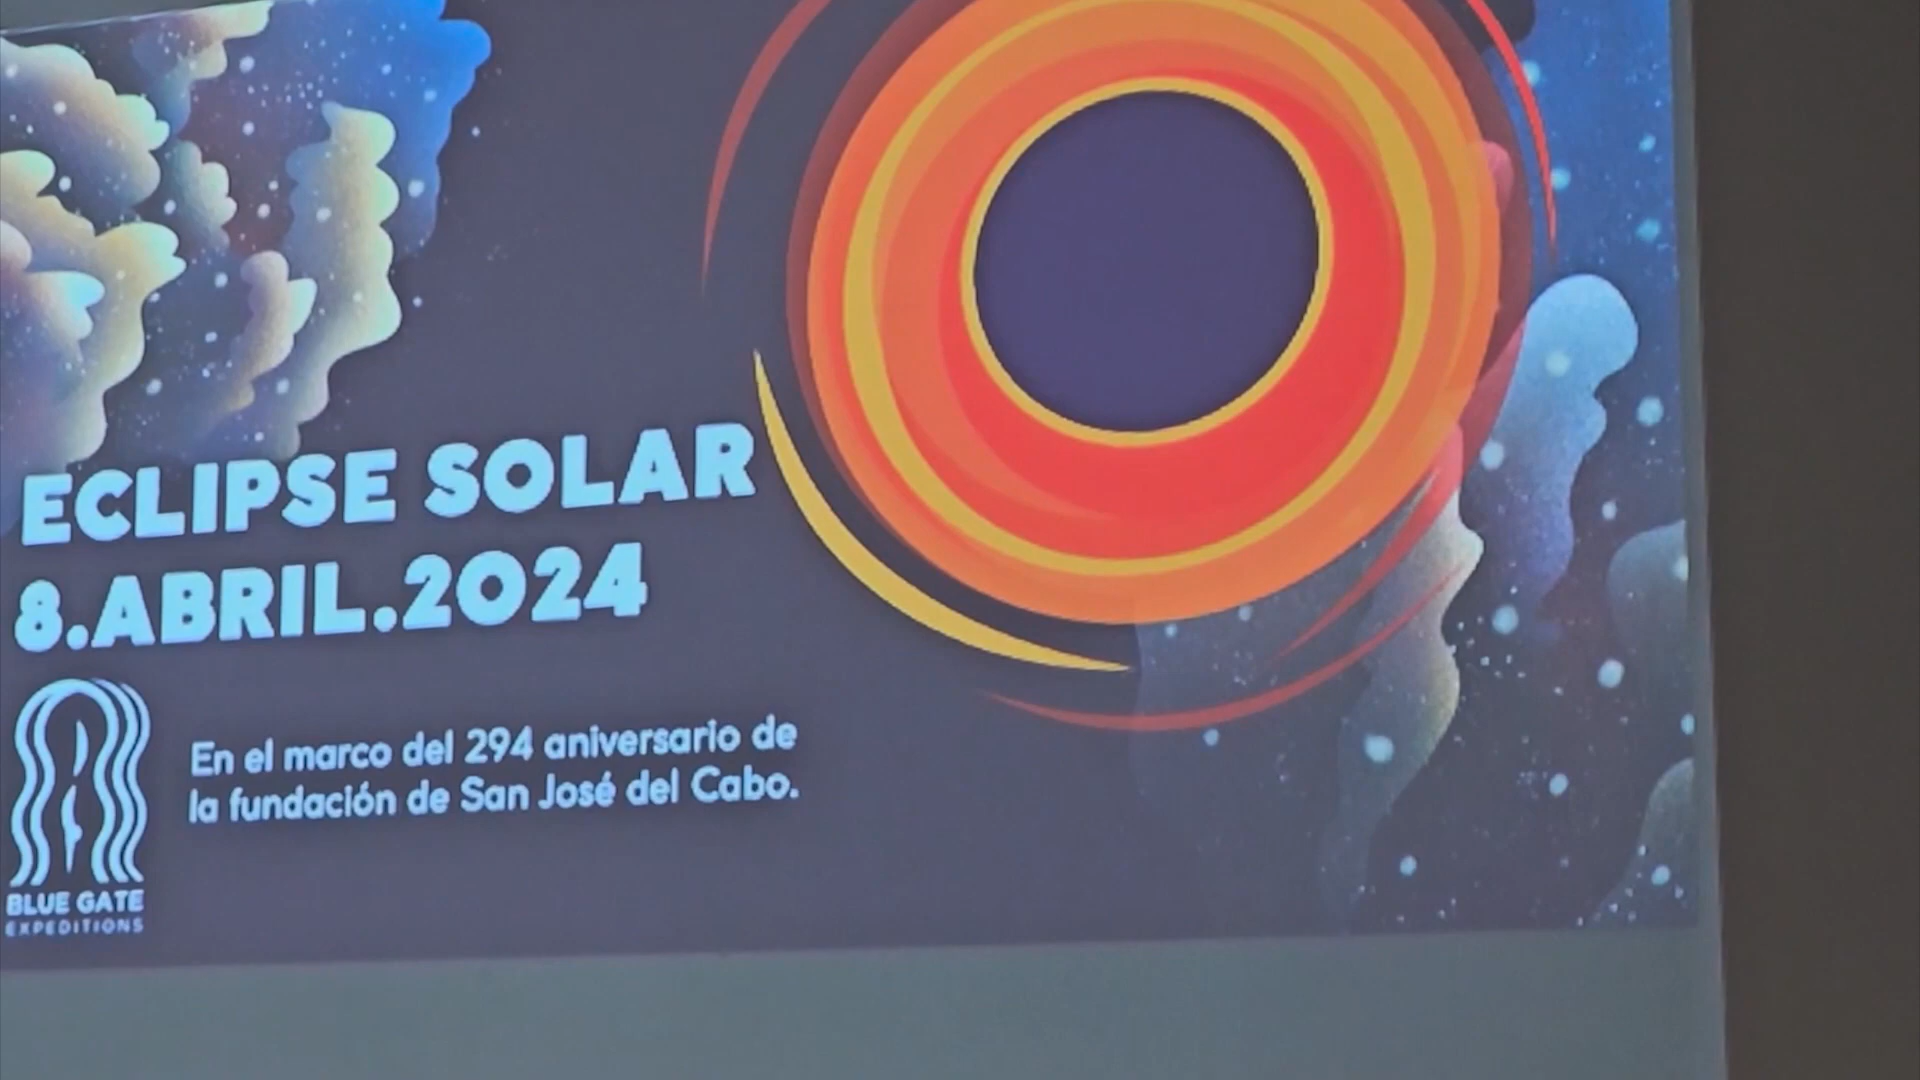 ECLIPSE SOLAR
8.ABRIL.2024
En el marco del 294 aniversario de
la fundación de San José del Cabo.
BLUE GATE
EXPEDITIONS